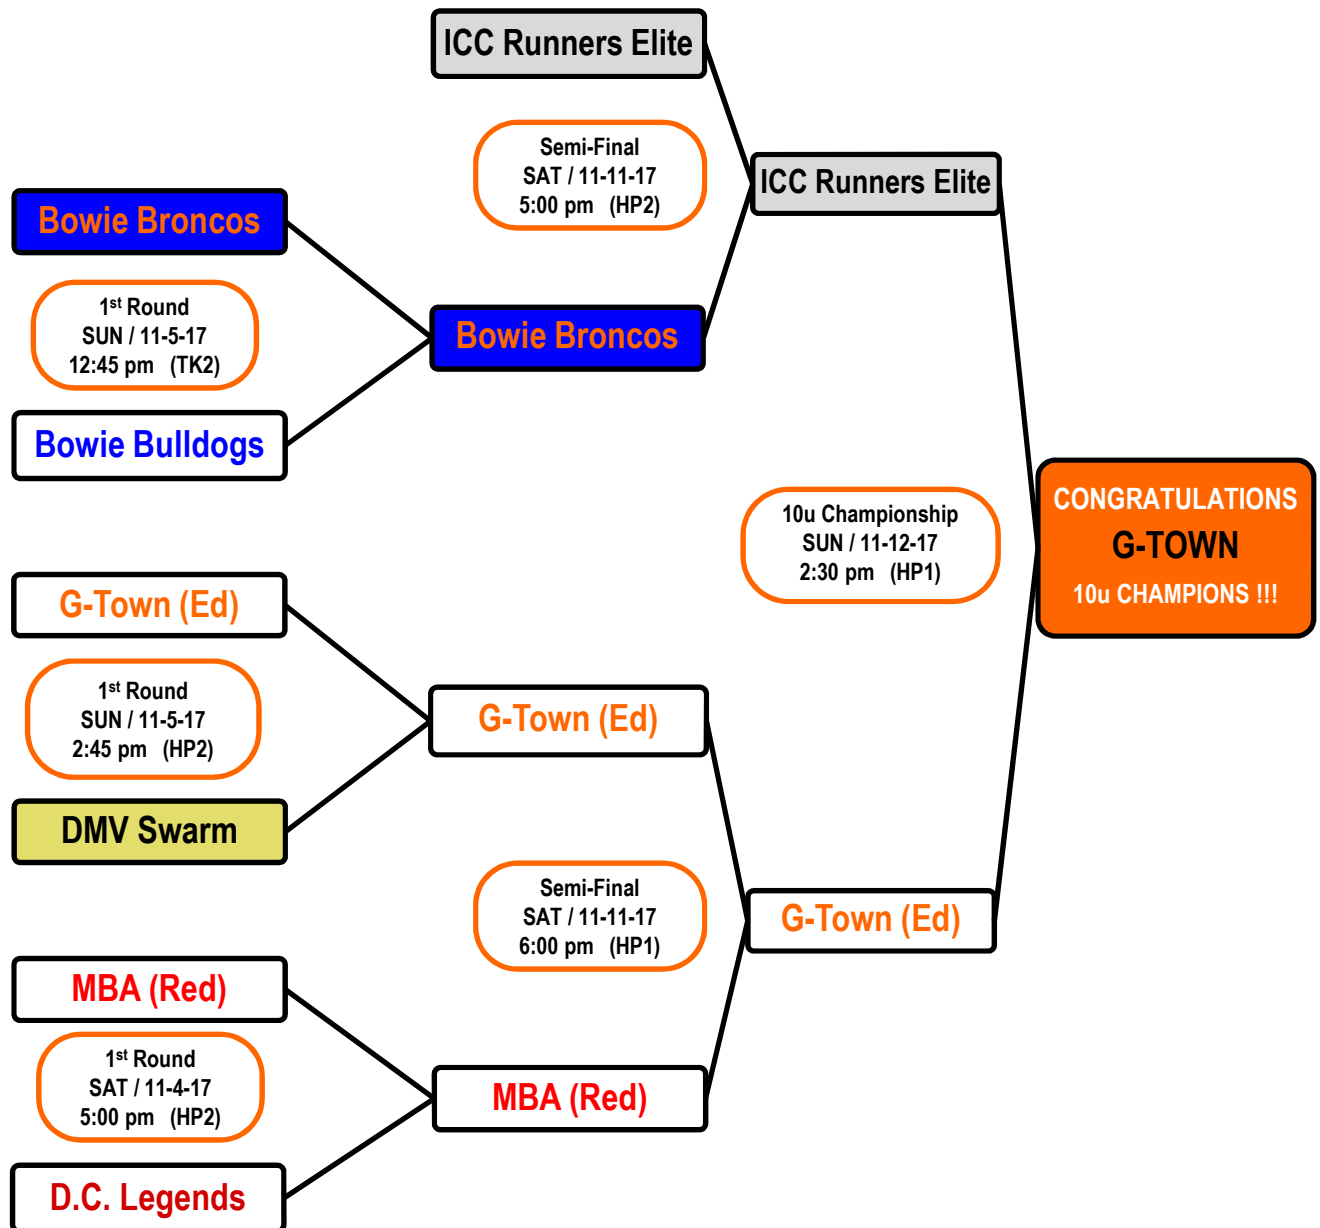 ICC Runners Elite
Semi-Final
SAT / 11-11-17
5:00 pm (HP2)
ICC Runners Elite
Bowie Broncos
1st Round
SUN / 11-5-17
12:45 pm (TK2)
Bowie Broncos
Bowie Bulldogs
10u Championship
SUN / 11-12-17
2:30 pm (HP1)
CONGRATULATIONS
G-TOWN
10u CHAMPIONS !!!
G-Town (Ed)
1st Round
SUN / 11-5-17
2:45 pm (HP2)
G-Town (Ed)
DMV Swarm
Semi-Final
SAT / 11-11-17
6:00 pm (HP1)
G-Town (Ed)
MBA (Red)
1st Round
SAT / 11-4-17
5:00 pm (HP2)
MBA (Red)
D.C. Legends